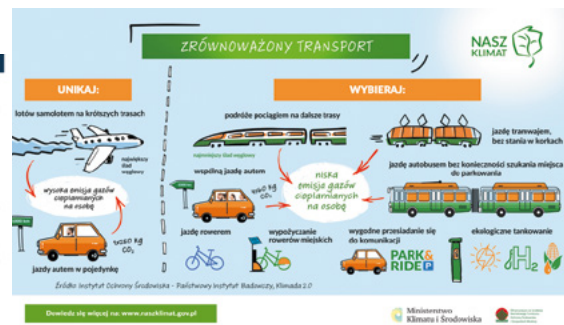 ZRÓWNOWAŻONY TRANSPORT
NASZ
KLIMAT
UNIKAJ:
lotów samolotem na krótszych trasach
największy ślad
węglowy
wysoka emisja gazów
cieplarnianych
na osobę
jazdy autem w pojedynkę
WYBIERAJ:
podróże pociągiem na dalsze trasy
najmniejszy ślad węglowy
jazdę tramwajem,
bez stania w korkach
wspólną jazdę autem
niska
emisja gazów
cieplarnianych
na osobę
jazdę autobusem bez konieczności szukania miejsca
do parkowania
jazdę rowerem
wypożyczanie
rowerów miejskich
wygodne przesiadanie się
do komunikacji
PARK&
RIDE P
ekologiczne tankowanie
H2
Źródło: Instytut Ochrony Środowiska - Państwowy Instytut Badawczy, Klimada 2.0
Dowiedz się więcej na: www.naszklimat.gov.pl
Ministerstwo
Klimatu i Środowiska